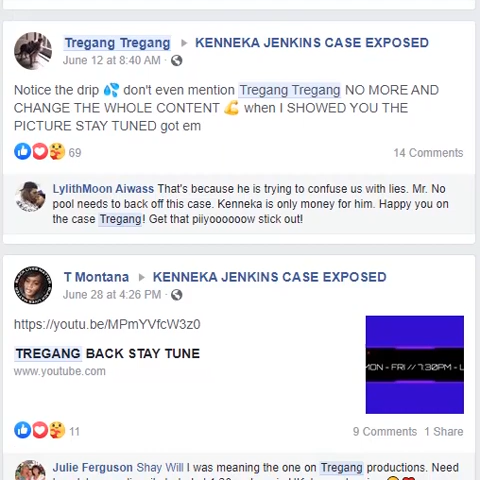 Tregang Tregang ▸ KENNEKA JENKINS CASE EXPOSED
June 12 at 8:40 AM ·
Notice the drip 💦 don't even mention Tregang Tregang NO MORE AND
CHANGE THE WHOLE CONTENT 💪 when I SHOWED YOU THE
PICTURE STAY TUNED got em
69
14 Comments
LylithMoon Aiwass That's because he is trying to confuse us with lies. Mr. No
pool needs to back off this case. Kenneka is only money for him. Happy you on
the case Tregang! Get that piiyoooooow stick out!
T Montana ▸ KENNEKA JENKINS CASE EXPOSED
June 28 at 4:26 PM ·
https://youtu.be/MPmYVfcW3z0
MON - FRI // 7:30PM - L
TREGANG BACK STAY TUNE
www.youtube.com
11
9 Comments 1 Share
Julie Ferguson Shay Will I was meaning the one on Tregang productions. Need